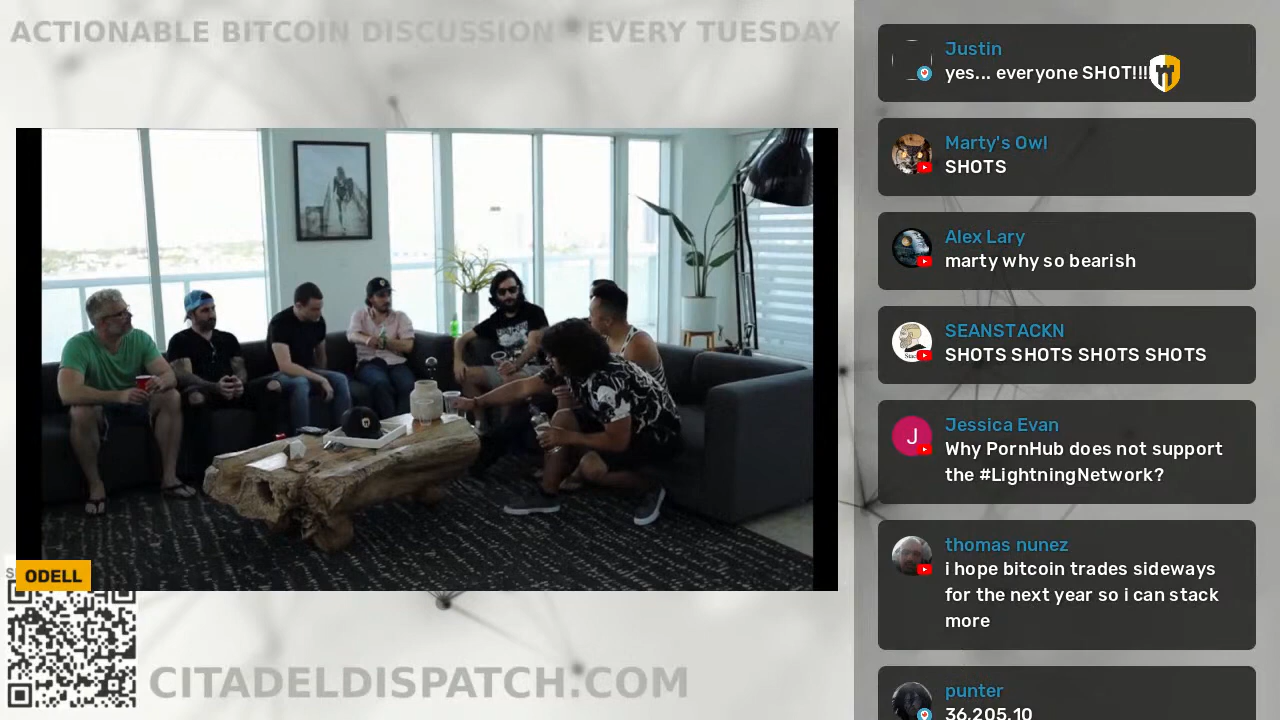 ACTIONABLE BITCOIN DISCUSSION * EVERY TUESDAY
Justin
yes... everyone SHOT!!!!
Marty's Owl
SHOTS
Alex Lary
marty why so bearish
SEANSTACKN
SHOTS SHOTS SHOTS SHOTS
J
Jessica Evan
Why PornHub does not support
the #LightningNetwork?
thomas nunez
i hope bitcoin trades sideways
for the next year so i can stack
more
punter
36,205.10
ODELL
CITADELDISPATCH.COM